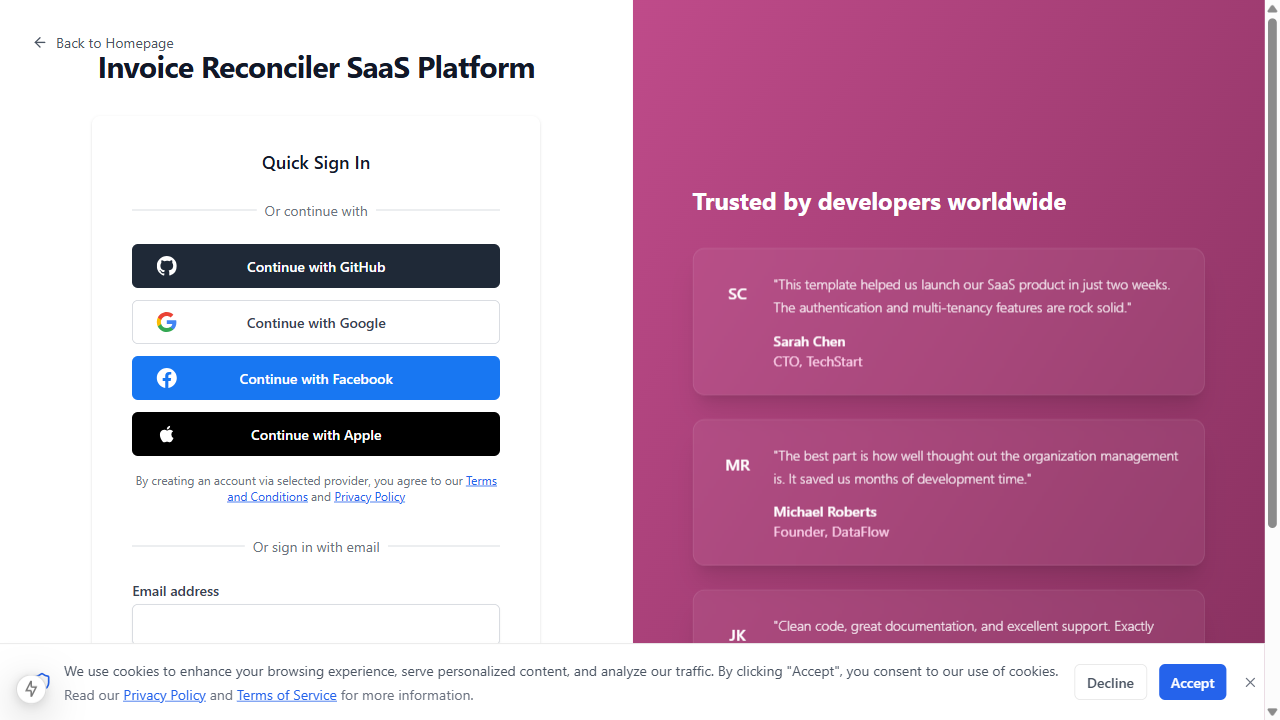 Back to Homepage
Invoice Reconciler SaaS Platform
Quick Sign In
Or continue with
Continue with GitHub
Continue with Google
Continue with Facebook
Continue with Apple
By creating an account via selected provider, you agree to our Terms
and Conditions and Privacy Policy
Or sign in with email
Email address
Trusted by developers worldwide
SC
"This template helped us launch our SaaS product in just two weeks.
The authentication and multi-tenancy features are rock solid."
Sarah Chen
CTO, TechStart
MR
"The best part is how well thought out the organization management
is. It saved us months of development time."
Michael Roberts
Founder, DataFlow
JK
"Clean code, great documentation, and excellent support. Exactly
We use cookies to enhance your browsing experience, serve personalized content, and analyze our traffic. By clicking "Accept", you consent to our use of cookies.
Read our Privacy Policy and Terms of Service for more information.
Decline
Accept